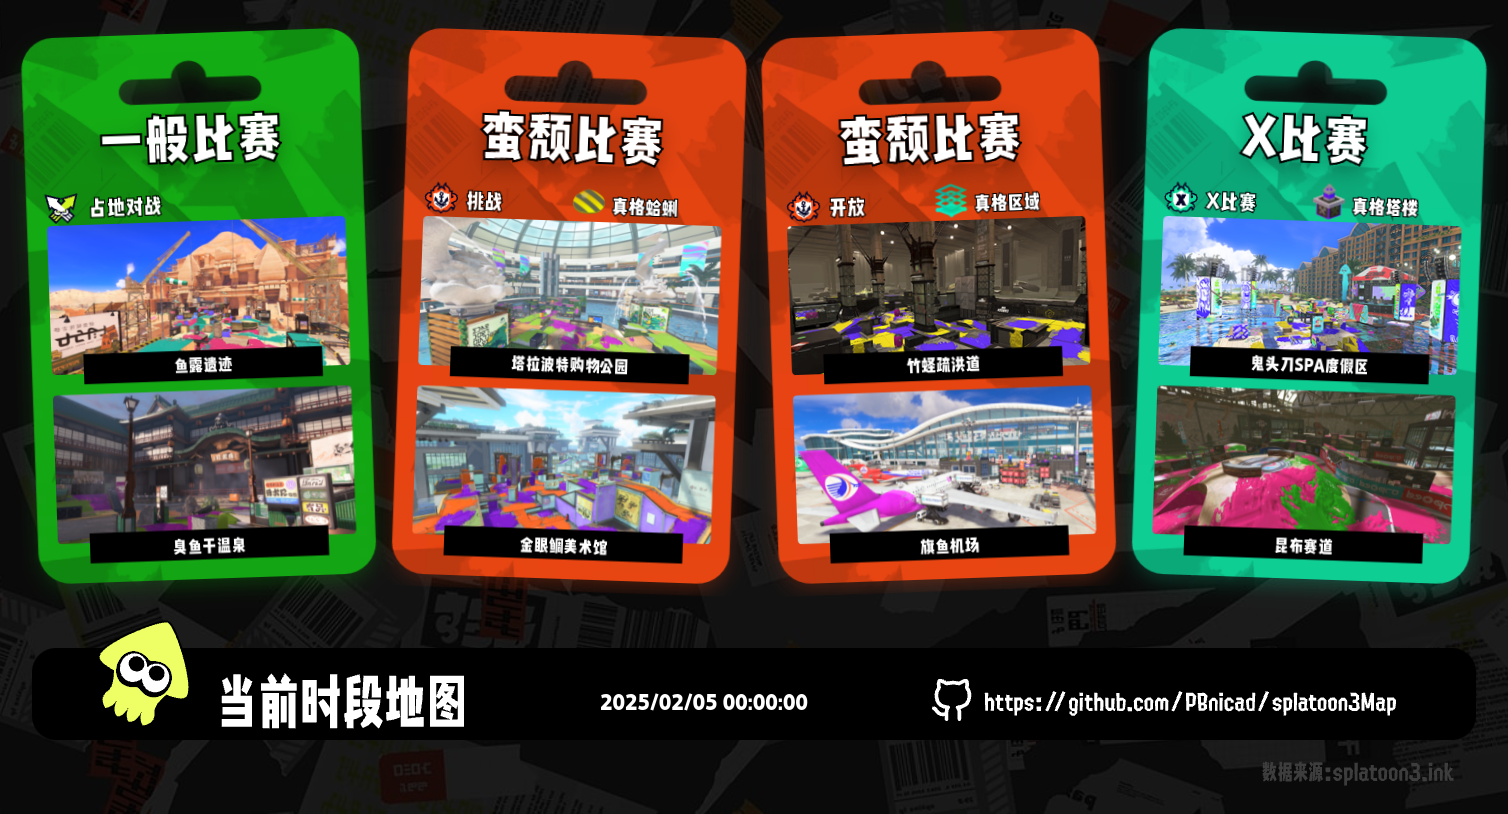 一般比赛
占地对战
鱼露遗迹
臭鱼干温泉
蛮颓比赛
挑战
真格蛤蜊
塔拉波特购物公园
金眼鲷美术馆
蛮颓比赛
开放
真格区域
竹蛏疏洪道
旗鱼机场
X比赛
X比赛
真格塔楼
鬼头刀SPA度假区
昆布赛道
当前时段地图
2025/02/05 00:00:00
https://github.com/PBnicad/splatoon3Map
数据来源:splatoon3.ink